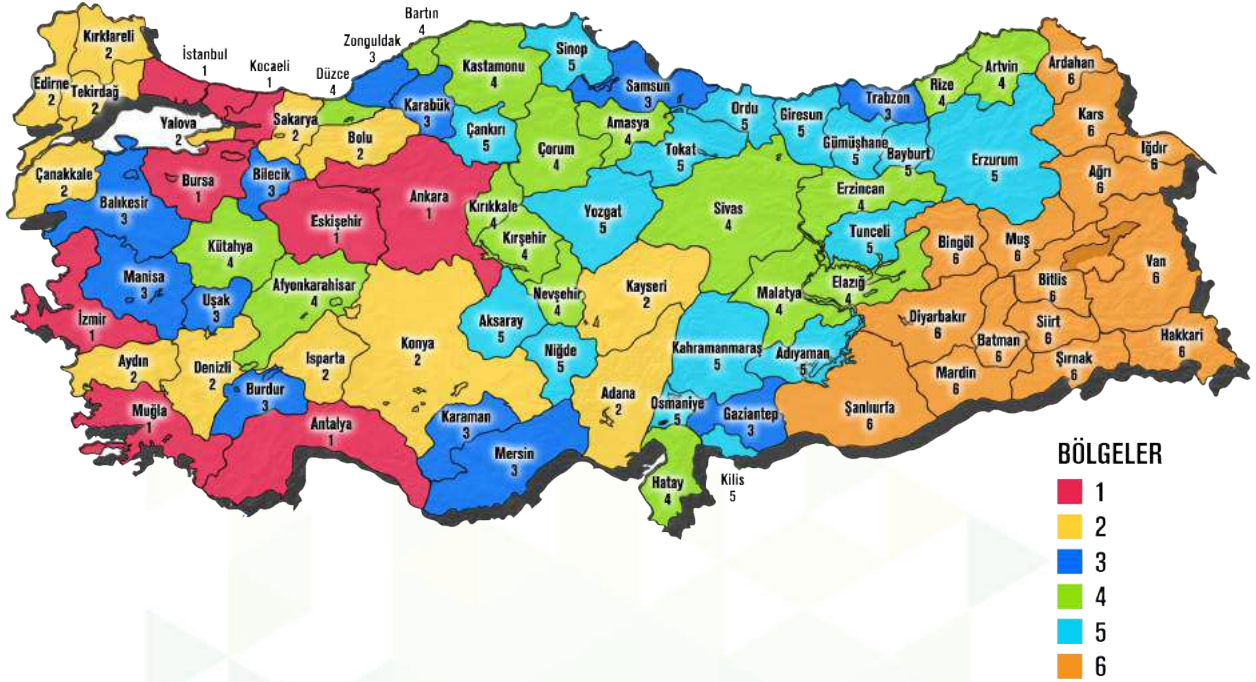 Kırklareli
2
Edirne
2
Tekirdağ
2
İstanbul
1
Kocaeli
1
Yalova
2
Sakarya
2
Düzce
4
Zonguldak
3
Bartın
4
Karabük
3
Bolu
2
Kastamonu
4
Sinop
5
Çankırı
5
Samsun
3
Amasya
4
Çorum
4
Tokat
5
Ordu
5
Giresun
5
Gümüşhane
5
Trabzon
3
Bayburt
5
Rize
4
Artvin
4
Ardahan
6
Kars
6
Iğdır
6
Ağrı
6
Erzurum
5
Erzincan
4
Çanakkale
2
Balıkesir
3
Bursa
1
Bilecik
3
Eskişehir
1
Ankara
1
Kırıkkale
4
Kırşehir
4
Yozgat
5
Sivas
4
Tunceli
5
Bingöl
6
Muş
6
Bitlis
6
Van
6
Kütahya
4
Manisa
3
Uşak
3
Afyonkarahisar
4
İzmir
1
Aydın
2
Denizli
2
Isparta
2
Burdur
3
Konya
2
Aksaray
5
Nevşehir
4
Niğde
5
Kayseri
2
Malatya
4
Elazığ
4
Diyarbakır
6
Batman
6
Siirt
6
Şırnak
6
Hakkari
6
Mardin
6
Muğla
1
Antalya
1
Karaman
3
Mersin
3
Adana
2
Kahramanmaraş
5
Adıyaman
5
Osmaniye
5
Gaziantep
3
Şanlıurfa
6
Hatay
4
Kilis
5
BÖLGELER
1
2
3
4
5
6